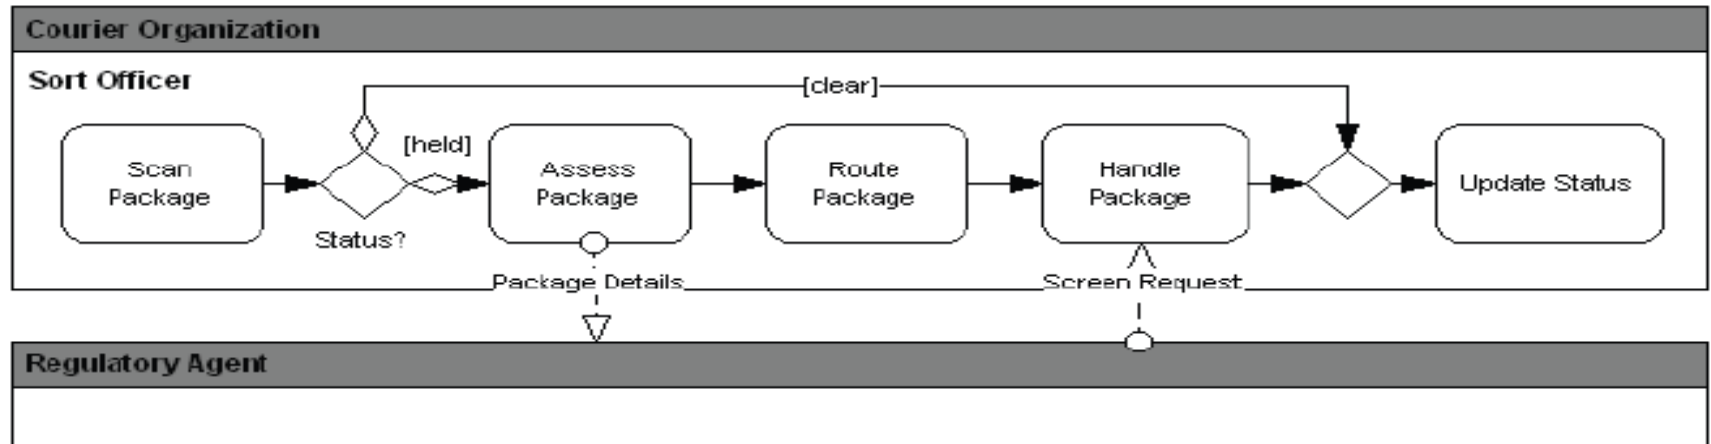 Courier Organization
Sort Officer
[clear]
[held]
Scan
Package
Assess
Package
Route
Package
Handle
Package
Update Status
Status?
Package Details
Screen Request
Regulatory Agent